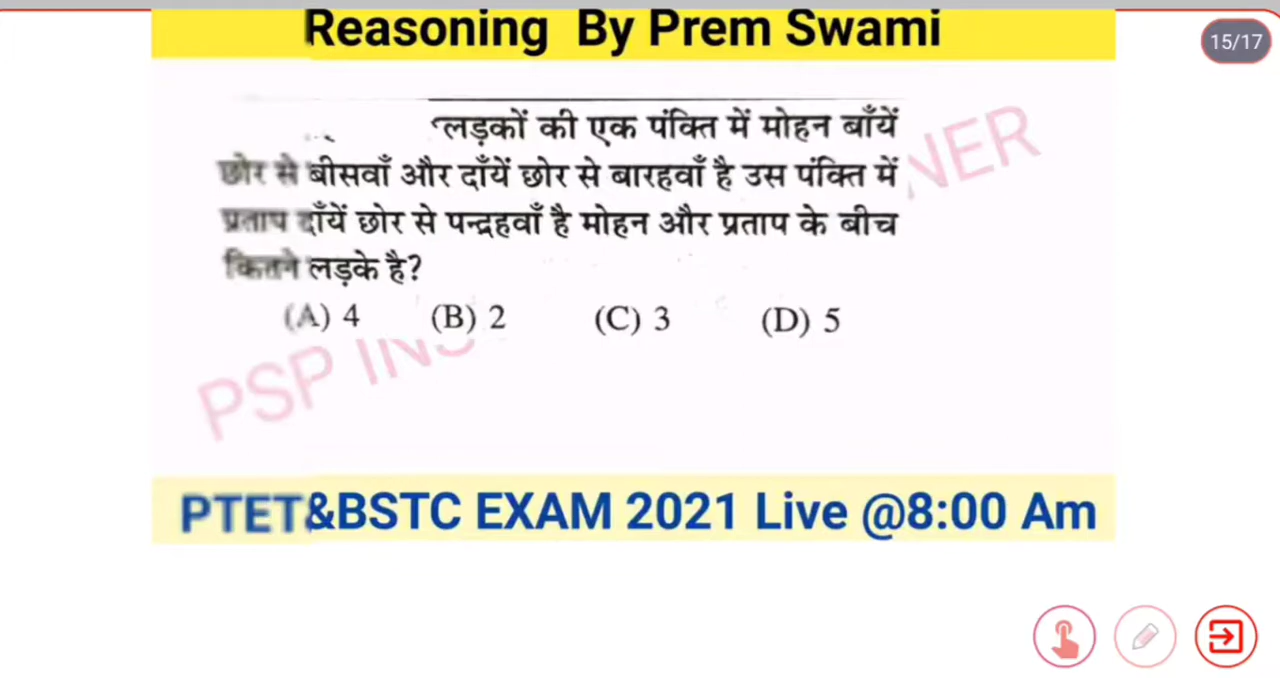 Reasoning By Prem Swami
15/17
लड़कों की एक पंक्ति में मोहन बाँयें
छोर से बीसवाँ और दाँयें छोर से बारहवाँ है उस पंक्ति में
प्रताप दाँयें छोर से पन्द्रहवाँ है मोहन और प्रताप के बीच
कितने लड़के है?
(A) 4 (B) 2 (C) 3 (D) 5
PSP
NER
PTET&BSTC EXAM 2021 Live @8:00 Am